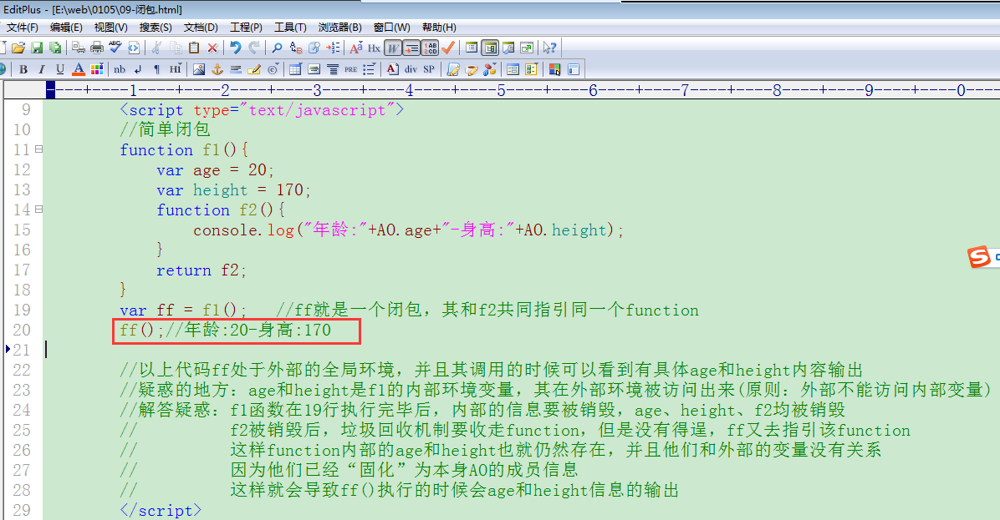 EditPlus - [E:\web\0105\09-闭包.html]
文件(F) 编辑(E) 视图(V) 搜索(S) 文档(D) 工程(P) 工具(T) 浏览器(B) 窗口(W) 帮助(H)
Hx W
B I U A nb ¶ HI PRE A div SP
----+----1----+----2----+----3----+----4----+----5----+----6----+----7----+----8----+----9----+----0----
9 <script type="text/javascript">
10 //简单闭包
11 function f1(){
12 var age = 20;
13 var height = 170;
14 function f2(){
15 console.log("年龄:"+AO.age+"-身高:"+AO.height);
16 }
17 return f2;
18 }
19 var ff = f1(); //ff就是一个闭包，其和f2共同指引同一个function
20 ff();//年龄:20-身高:170
21
22 //以上代码ff处于外部的全局环境，并且其调用的时候可以看到有具体age和height内容输出
23 //疑惑的地方：age和height是f1的内部环境变量，其在外部环境被访问出来(原则：外部不能访问内部变量)
24 //解答疑惑：f1函数在19行执行完毕后，内部的信息要被销毁，age、height、f2均被销毁
25 // f2被销毁后，垃圾回收机制要收走function，但是没有得逞，ff又去指引该function
26 // 这样function内部的age和height也就仍然存在，并且他们和外部的变量没有关系
27 // 因为他们已经“固化”为本身AO的成员信息
28 // 这样就会导致ff()执行的时候会age和height信息的输出
29 </script>